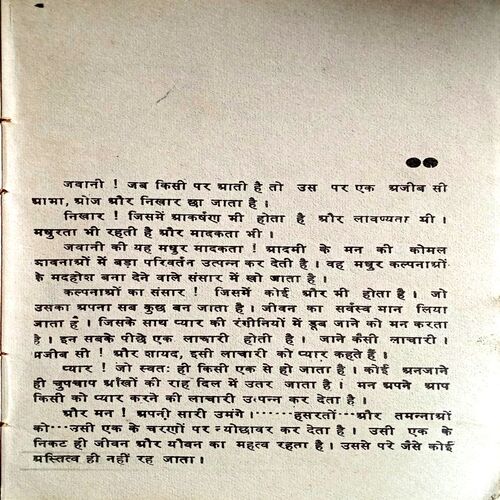 जवानी ! जब किसी पर आती है तो उस पर एक अजीब सी
आभा, ओज और निखार छा जाता है ।
निखार ! जिसमें आकर्षण भी होता है और लावण्यता भी ।
मधुरता भी रहती है और मादकता भी ।
जवानी की यह मधुर मादकता ! आदमी के मन की कोमल
भावनाओं में बड़ा परिवर्तन उत्पन्न कर देती है । वह मधुर कल्पनाओं
के मदहोश बना देने वाले संसार में खो जाता है ।
कल्पनाओं का संसार ! जिसमें कोई और भी होता है । जो
उसका अपना सब कुछ बन जाता है । जीवन का सर्वस्व मान लिया
जाता है । जिसके साथ प्यार की रंगीनियों में डूब जाने को मन करता
है । इन सबके पीछे एक लाचारी होती है । जाने कैसी लाचारी ।
अजीब सी ! और शायद, इसी लाचारी को प्यार कहते हैं ।
प्यार ! जो स्वतः ही किसी एक से हो जाता है । कोई अनजाने
ही चुपचाप आँखों की राह दिल में उतर जाता है । मन अपने आप
किसी को प्यार करने की लाचारी उत्पन्न कर देता है ।
और मन ! अपनी सारी उमंगे ।······हसरतों···और तमन्नाओं
को···उसी एक के चरणों पर न्योछावर कर देता है । उसी एक के
निकट ही जीवन और यौवन का महत्व रहता है । उससे परे जैसे कोई
अस्तित्व ही नहीं रह जाता ।